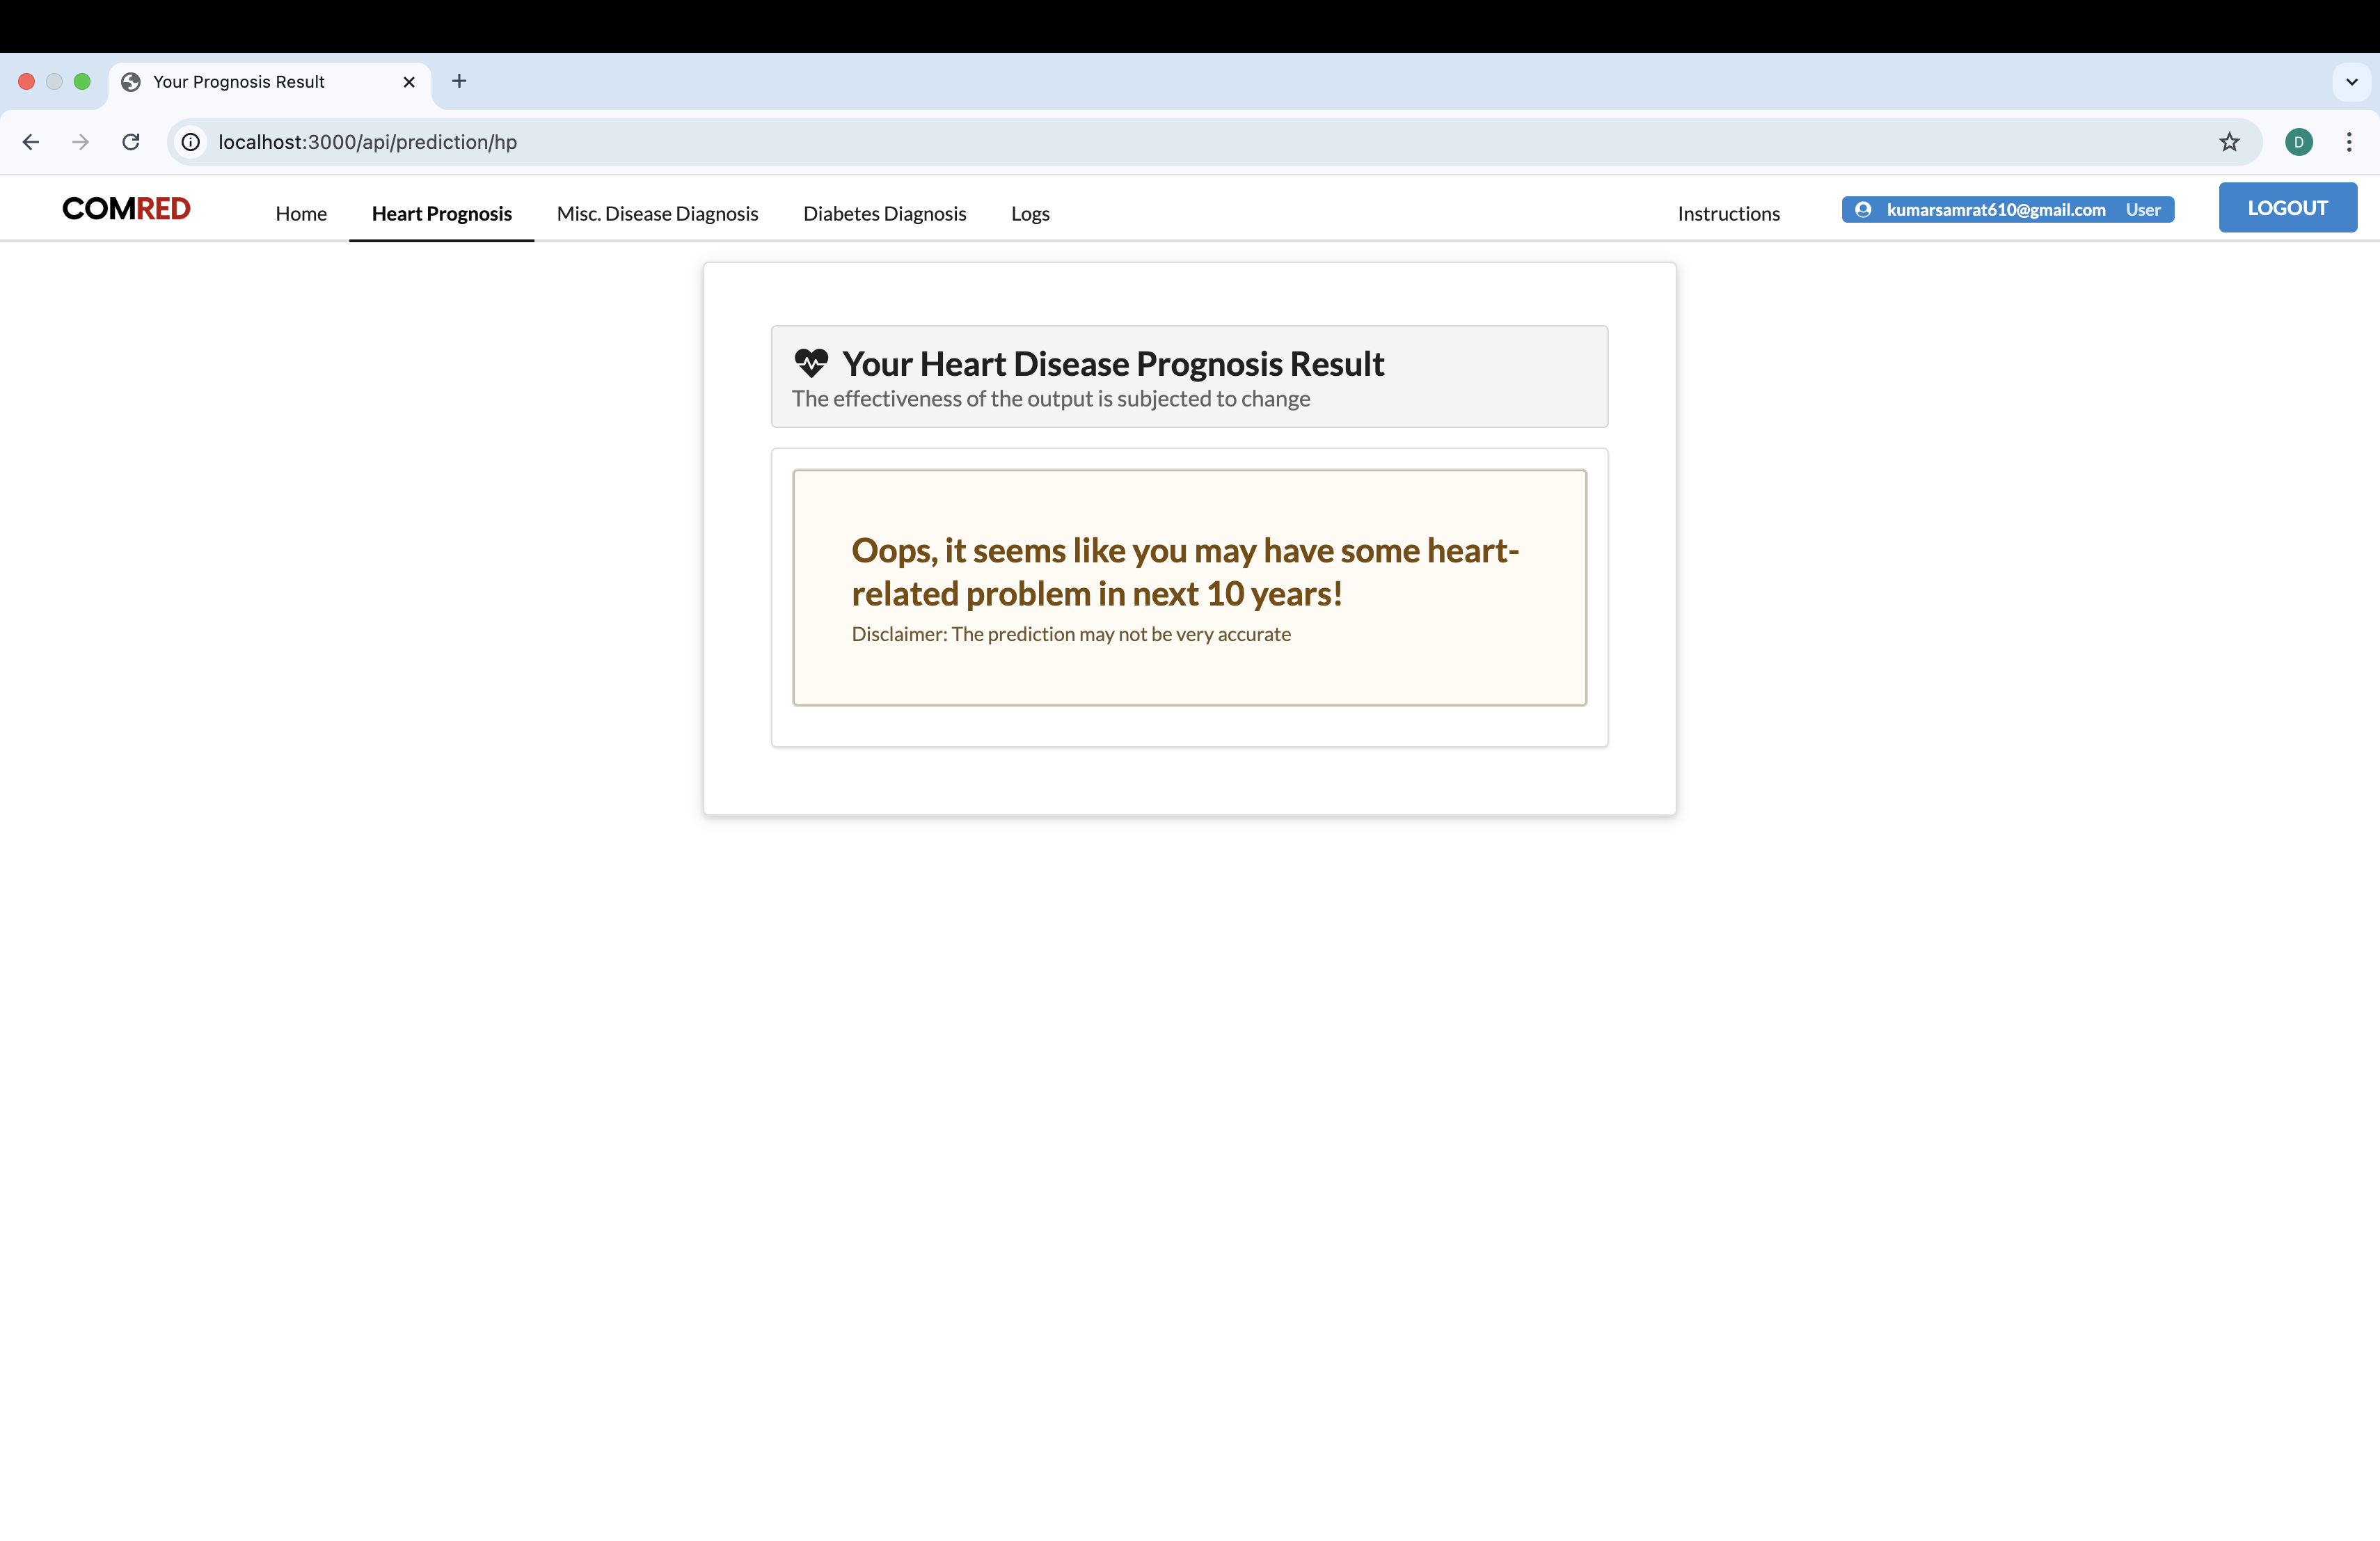 Your Prognosis Result
localhost:3000/api/prediction/hp
D
COMRED Home Heart Prognosis Misc. Disease Diagnosis Diabetes Diagnosis Logs Instructions kumarsamrat610@gmail.com User LOGOUT
Your Heart Disease Prognosis Result
The effectiveness of the output is subjected to change
Oops, it seems like you may have some heart-
related problem in next 10 years!
Disclaimer: The prediction may not be very accurate